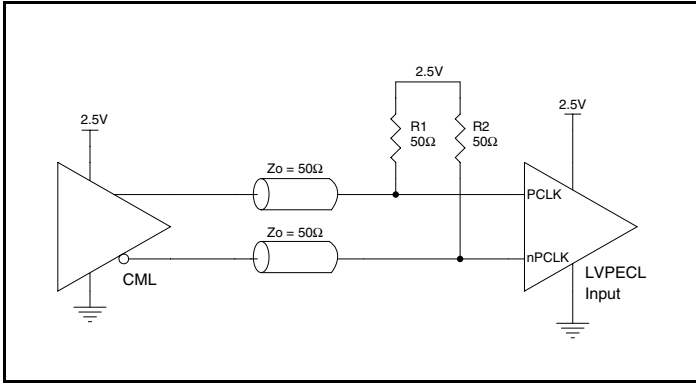 2.5V
2.5V
2.5V
R1
50Ω
R2
50Ω
Zo = 50Ω
PCLK
Zo = 50Ω
nPCLK
CML
LVPECL
Input